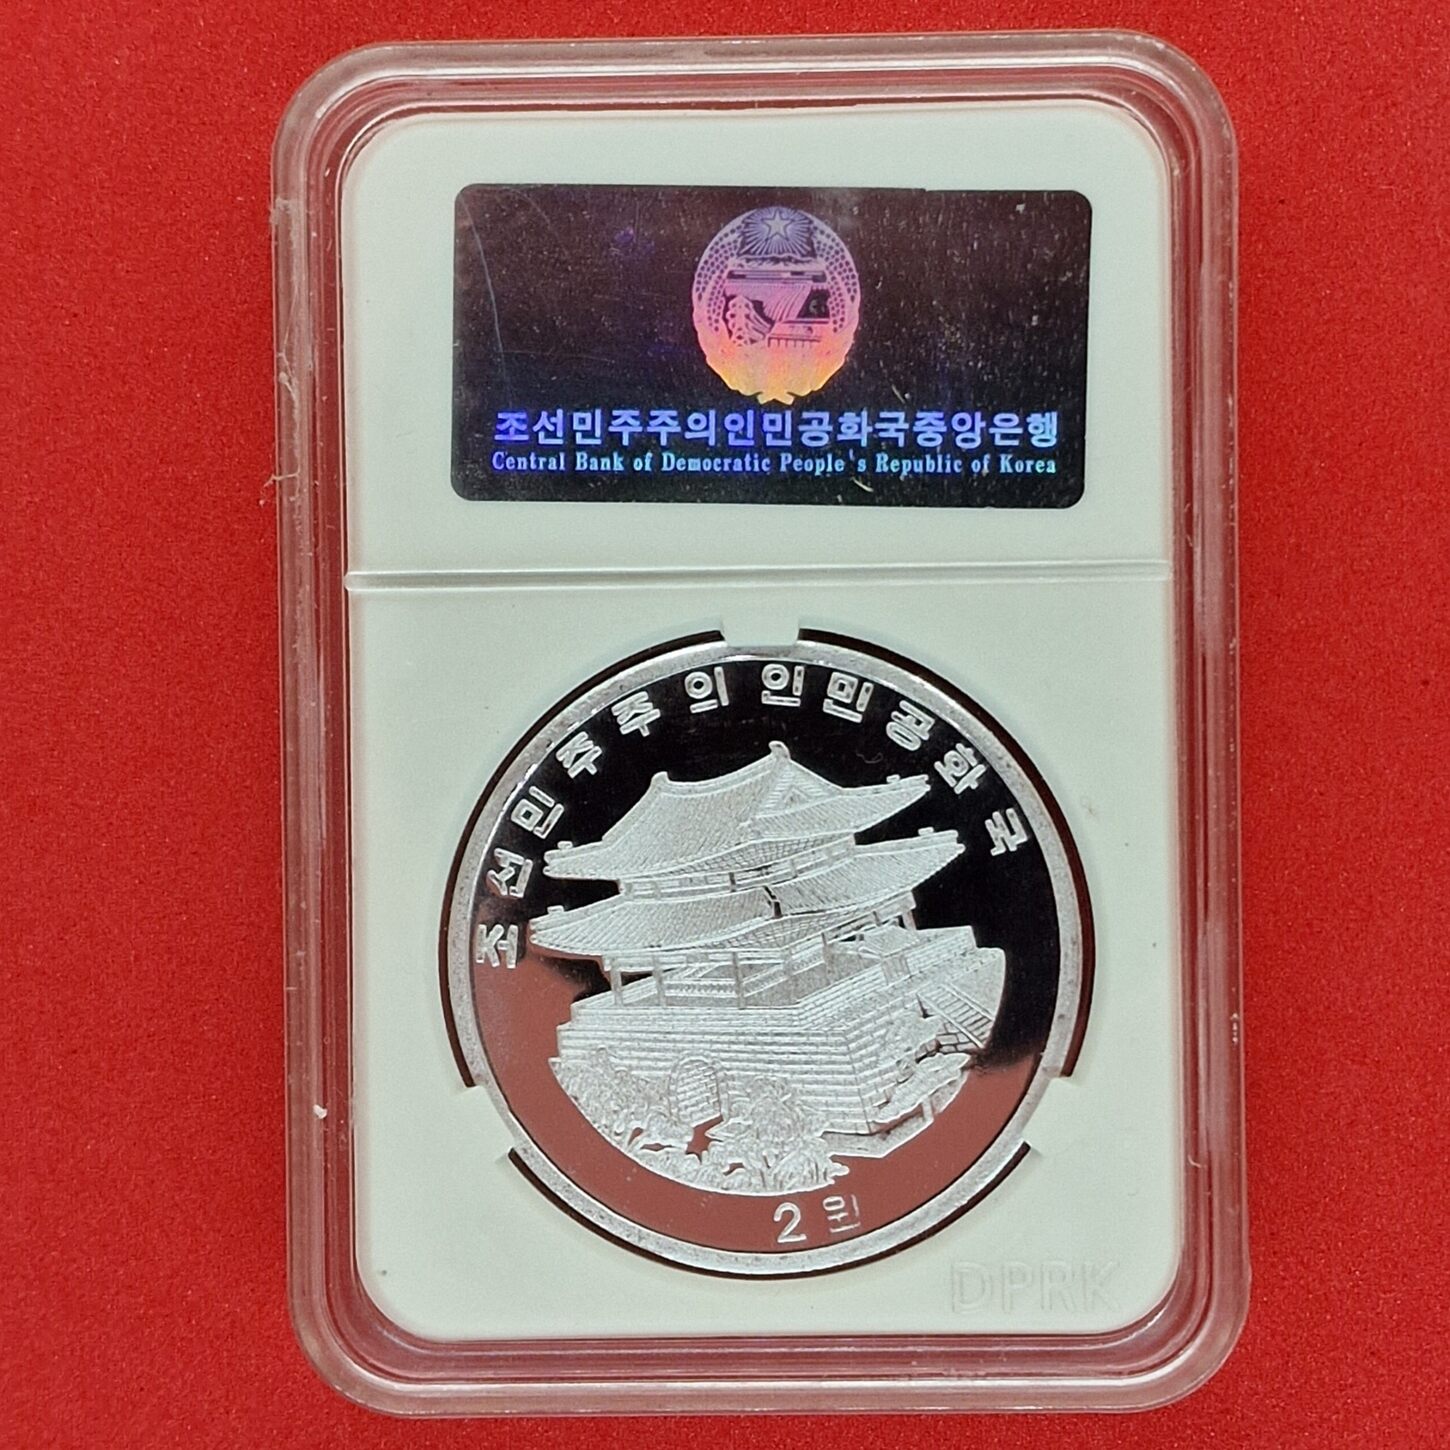 조선민주주의인민공화국중앙은행
Central Bank of Democratic People's Republic of Korea
조선민주주의인민공화국
2 원
DPRK